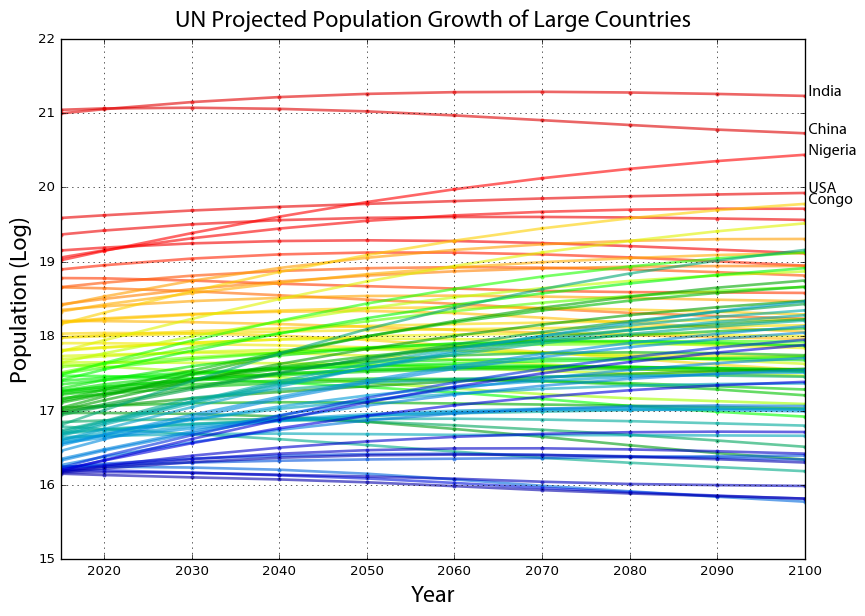 UN Projected Population Growth of Large Countries
22
21
20
19
18
17
16
15
Population (Log)
India
China
Nigeria
USA
Congo
2020 2030 2040 2050 2060 2070 2080 2090 2100
Year